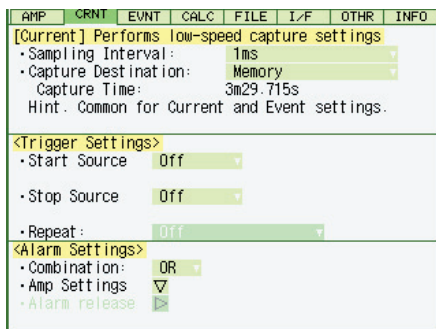 AMP CRNT EVNT CALC FILE I/F OTHR INFO
[Current] Performs low-speed capture settings
・Sampling Interval: 1ms
・Capture Destination: Memory
Capture Time: 3m29.715s
Hint. Common for Current and Event settings.
<Trigger Settings>
・Start Source Off
・Stop Source Off
・Repeat: Off
<Alarm Settings>
・Combination: OR
・Amp Settings ▽
・Alarm release ▷